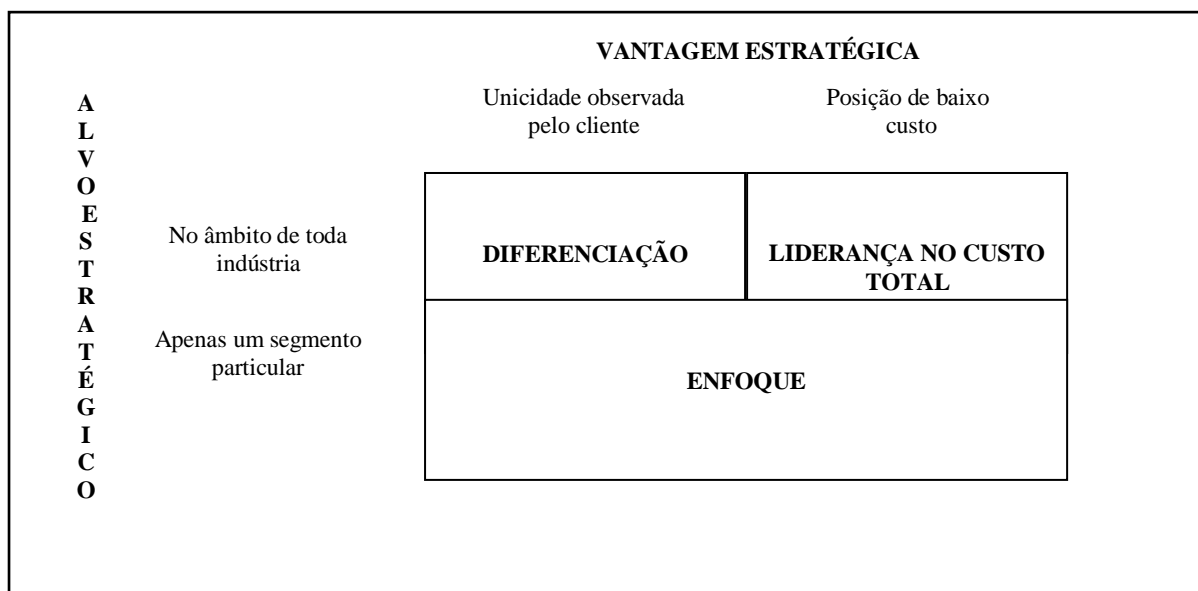 VANTAGEM ESTRATÉGICA
Unicidade observada
pelo cliente
Posição de baixo
custo
A
L
V
O
E
S
T
R
A
T
É
G
I
C
O
No âmbito de toda
indústria
DIFERENCIAÇÃO
LIDERANÇA NO CUSTO
TOTAL
Apenas um segmento
particular
ENFOQUE